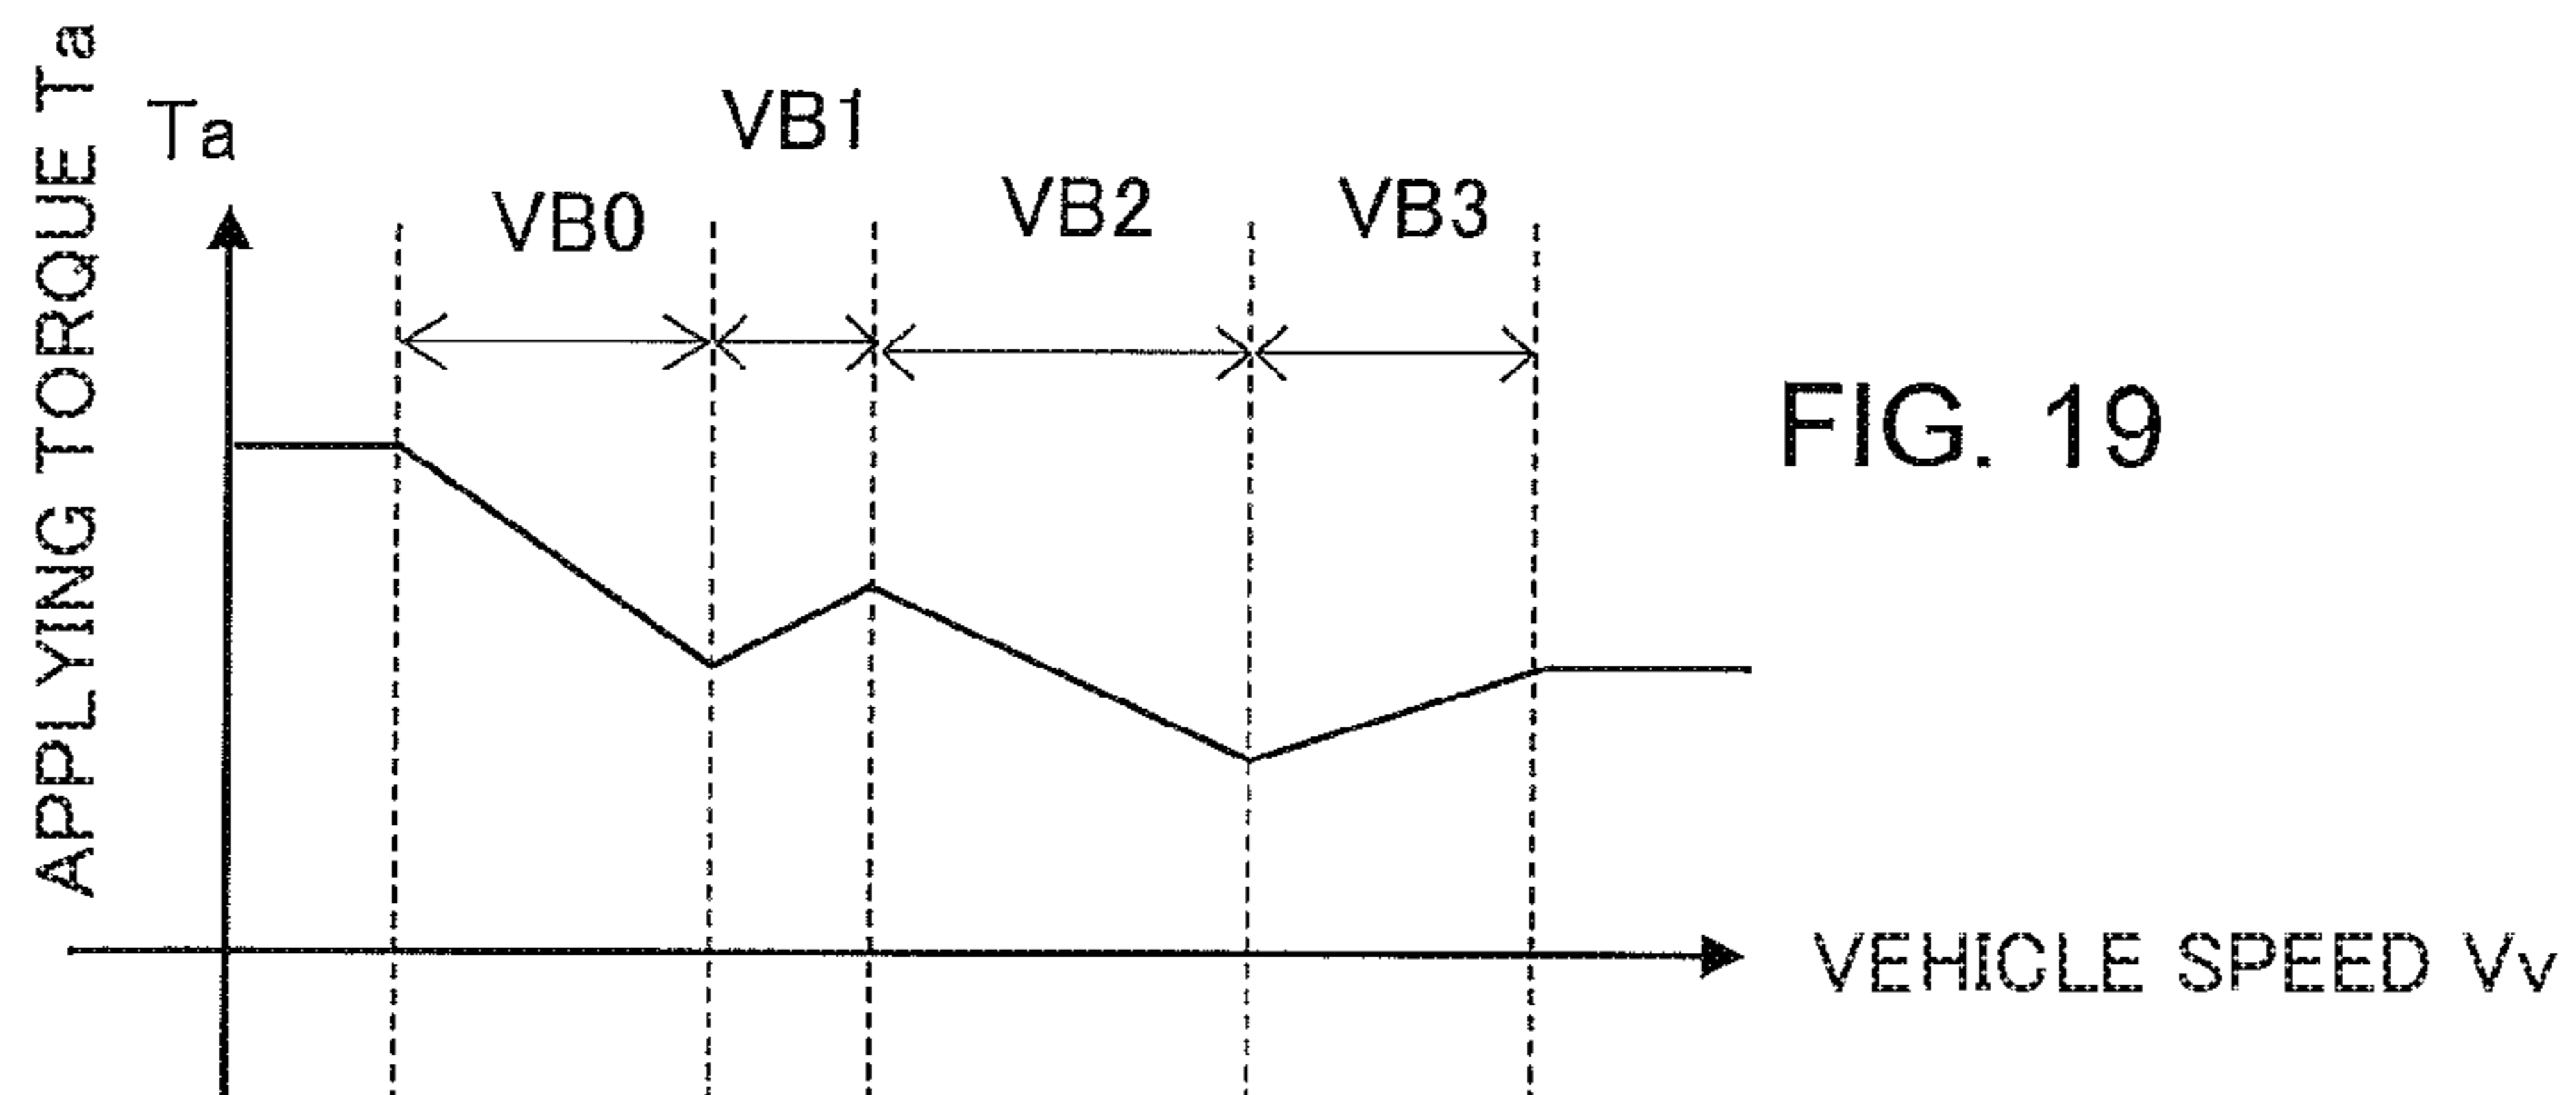 APPLYING TORQUE Ta
Ta
VB0
VB1
VB2
VB3
FIG. 19
VEHICLE SPEED Vv